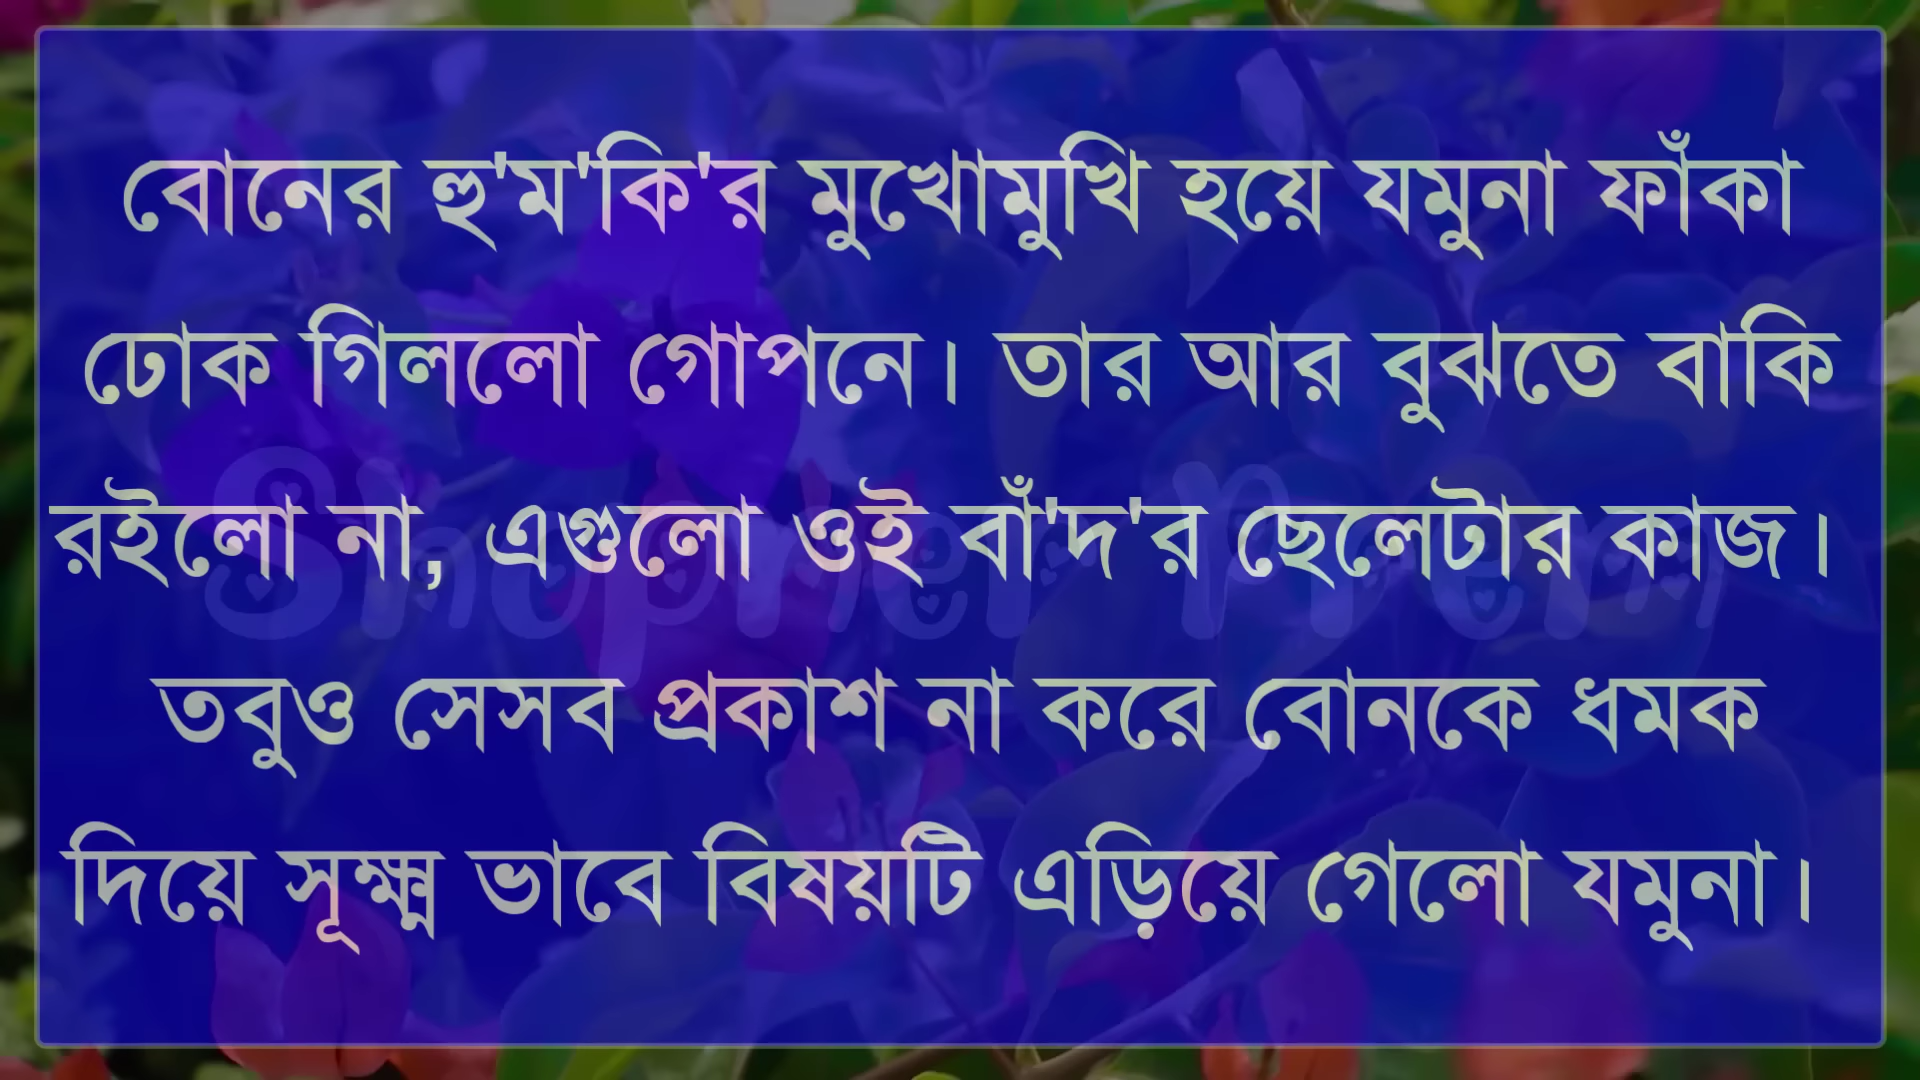 বোনের হু'ম'কি'র মুখোমুখি হয়ে যমুনা ফাঁকা
ঢোক গিললো গোপনে। তার আর বুঝতে বাকি
রইলো না, এগুলো ওই বাঁ'দ'র ছেলেটার কাজ।
তবুও সেসব প্রকাশ না করে বোনকে ধমক
দিয়ে সূক্ষ্ম ভাবে বিষয়টি এড়িয়ে গেলো যমুনা।